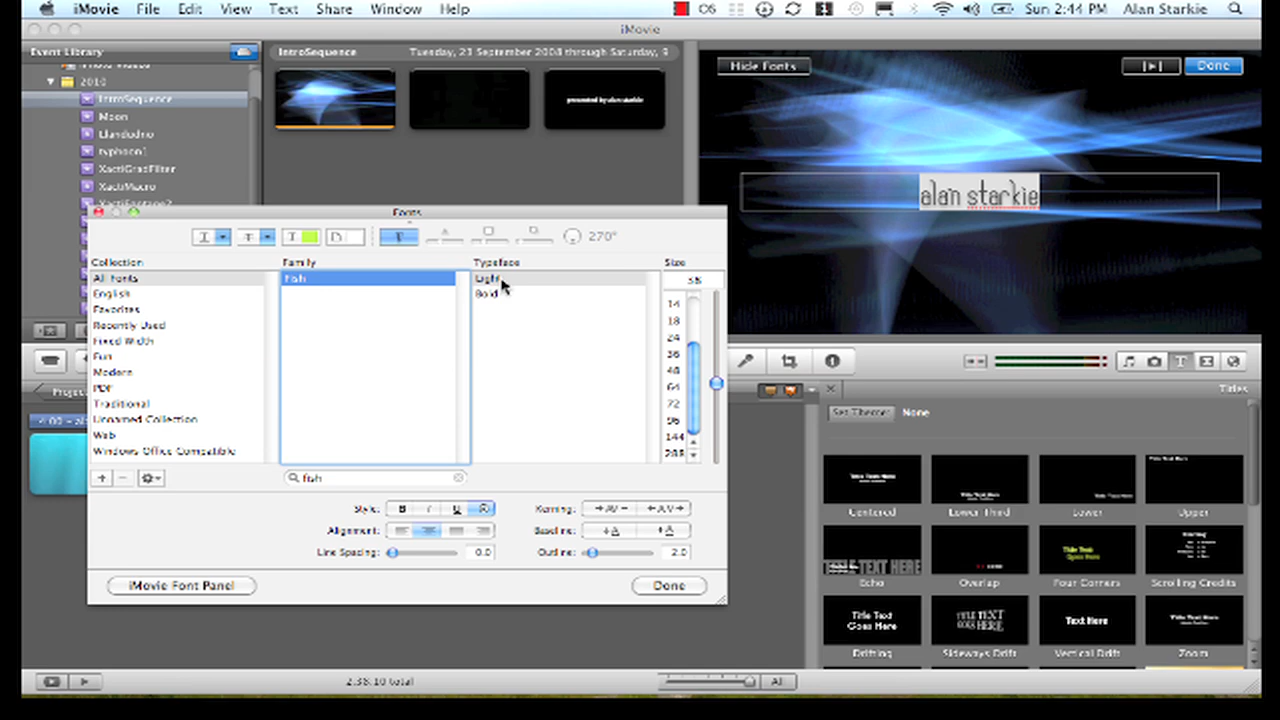 iMovie File Edit View Text Share Window Help Sun 2:44 PM Alan Starkie
iMovie
Event Library
2010
IntroSequence
Moon
Llandudno
typhoon1
XactiGradFilter
XactiMacro
IntroSequence Tuesday, 23 September 2008 through Saturday, 9
presented by alan starkie
Hide Fonts
Done
alan starkie
Fonts
270°
Collection Family Typeface Size
All Fonts
English
Favorites
Recently Used
Fixed Width
Fun
Modern
PDF
Traditional
Unnamed Collection
Web
Windows Office Compatible
Fish
Light
Bold
14
18
24
36
48
64
72
96
144
288
fish
Style: B I U
Kerning:
Alignment:
Baseline:
Line Spacing: 0.0
Outline: 2.0
iMovie Font Panel
Done
Titles
Set Theme: None
Centered
Lower Third
Lower
Upper
Echo
Overlap
Four Corners
Scrolling Credits
Title Text
Goes Here
Text Here
Drifting
Sideways Drift
Vertical Drift
Zoom
2:38.10 total
All